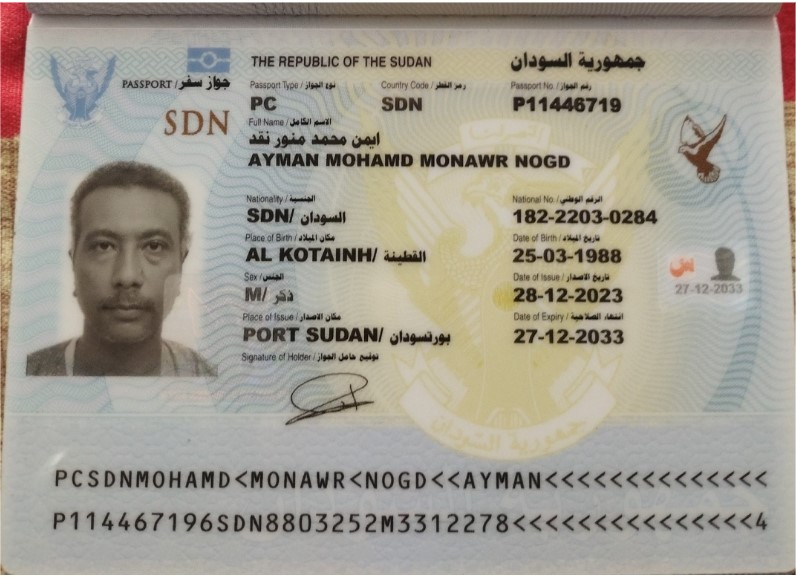 THE REPUBLIC OF THE SUDAN جمهورية السودان
PASSPORT / جواز سفر
Passport Type / نوع الجواز Country Code / رمز القطر Passport No. / رقم الجواز
PC SDN P11446719
SDN
Full Name / الاسم الكامل
ايمن محمد منور نقد
AYMAN MOHAMD MONAWR NOGD
Nationality / الجنسية National No. / الرقم الوطني
SDN/ السودان 182-2203-0284
Place of Birth / مكان الميلاد Date of Birth / تاريخ الميلاد
AL KOTAINH/ القطينة 25-03-1988
Sex / الجنس Date of Issue / تاريخ الاصدار
M/ ذكر 28-12-2023
27-12-2033
Place of Issue / مكان الاصدار Date of Expiry / انتهاء الصلاحية
PORT SUDAN/ بورتسودان 27-12-2033
Signature of Holder / توقيع حامل الجواز
جمهورية السودان
PCSDNMOHAMD<MONAWR<NOGD<<AYMAN<<<<<<<<<<<<<<
P114467196SDN8803252M3312278<<<<<<<<<<<<<<<4